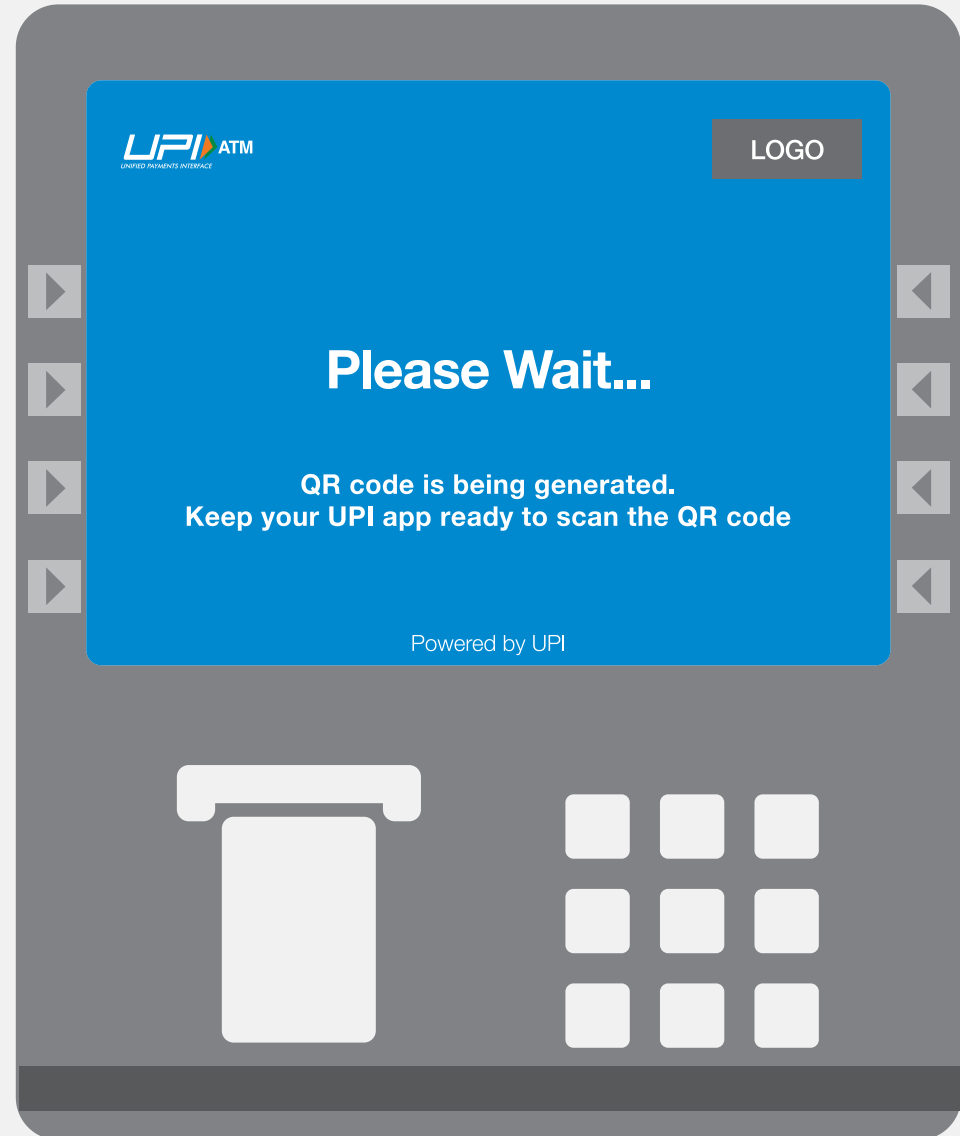 UPI ATM
UNIFIED PAYMENTS INTERFACE
LOGO
Please Wait...
QR code is being generated.
Keep your UPI app ready to scan the QR code
Powered by UPI